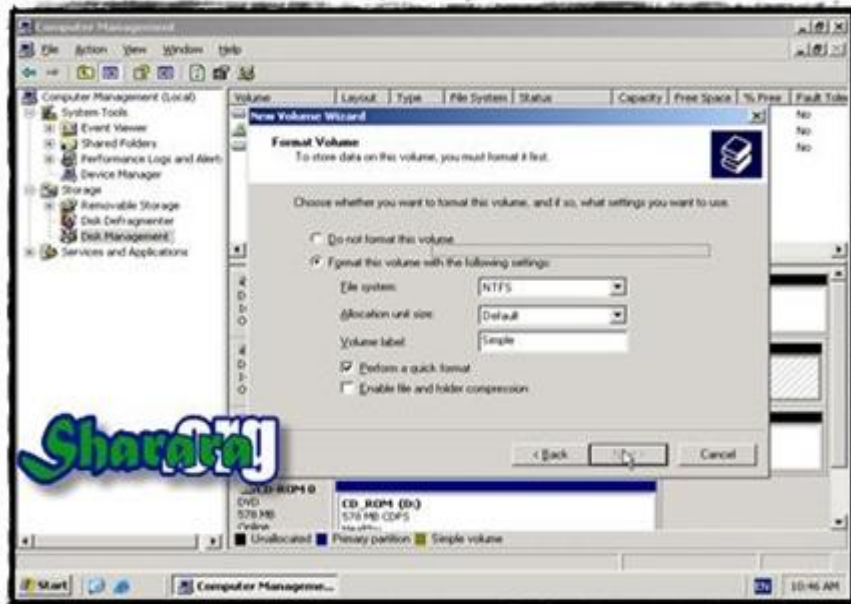 Computer Management
File Action View Window Help
Computer Management (Local)
System Tools
Event Viewer
Shared Folders
Performance Logs and Alert
Device Manager
Storage
Removable Storage
Disk Defragmenter
Disk Management
Services and Applications
Volume Layout Type File System Status Capacity Free Space % Free Fault Toler
No
No
No
New Volume Wizard
Format Volume
To store data on this volume, you must format it first.
Choose whether you want to format this volume, and if so, what settings you want to use.
Do not format this volume
Format this volume with the following settings:
File system: NTFS
Allocation unit size: Default
Volume label: Simple
Perform a quick format
Enable file and folder compression
< Back Cancel
Sharara.org
CD-ROM 0
DVD
578 MB
Online
CD_ROM (D:)
578 MB CDFS
Healthy
Unallocated Primary partition Simple volume
Start Computer Manageme... EN 10:46 AM